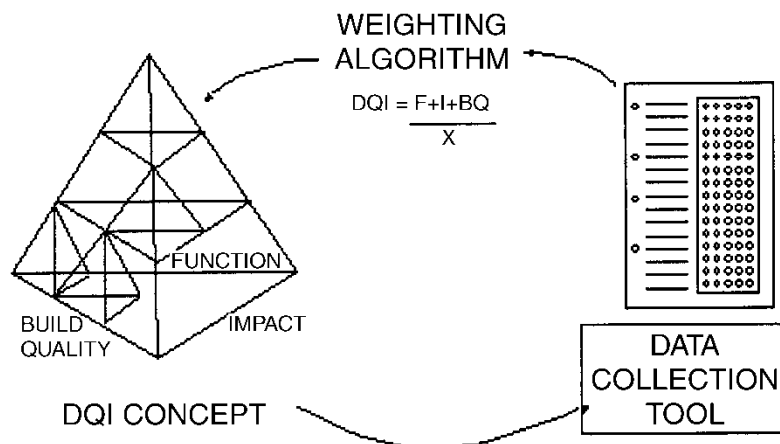 WEIGHTING
ALGORITHM
DQI = F+I+BQ
X
FUNCTION
BUILD
QUALITY
IMPACT
DQI CONCEPT
DATA
COLLECTION
TOOL